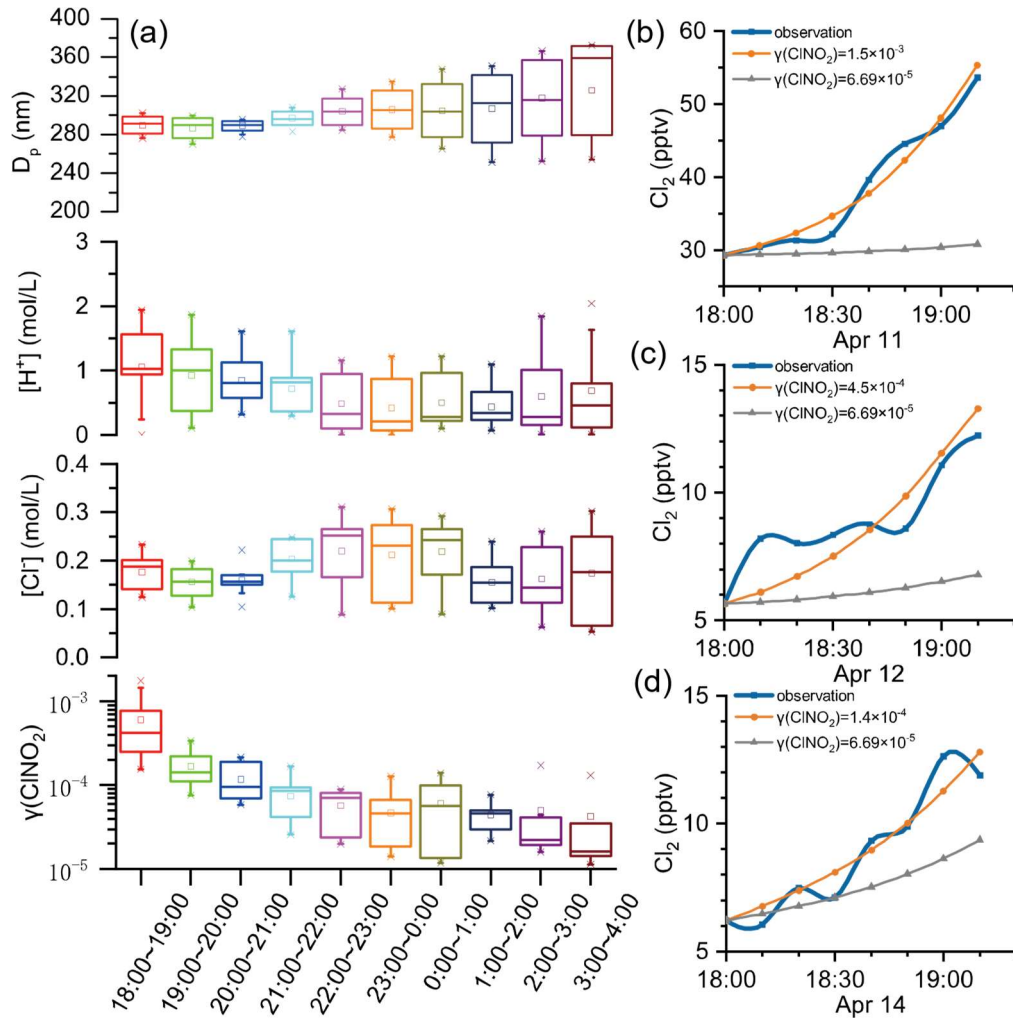 (a)
400
360
320
280
240
200
Dp (nm)
3
2
1
0
[H⁺] (mol/L)
0.4
0.3
0.2
0.1
0.0
[Cl⁻] (mol/L)
10⁻³
10⁻⁴
10⁻⁵
γ(ClNO₂)
18:00~19:00
19:00~20:00
20:00~21:00
21:00~22:00
22:00~23:00
23:00~0:00
0:00~1:00
1:00~2:00
2:00~3:00
3:00~4:00
(b)
observation
γ(ClNO₂)=1.5×10⁻³
γ(ClNO₂)=6.69×10⁻⁵
60
50
40
30
Cl₂ (pptv)
18:00 18:30 19:00
Apr 11
(c)
observation
γ(ClNO₂)=4.5×10⁻⁴
γ(ClNO₂)=6.69×10⁻⁵
15
10
5
Cl₂ (pptv)
18:00 18:30 19:00
Apr 12
(d)
observation
γ(ClNO₂)=1.4×10⁻⁴
γ(ClNO₂)=6.69×10⁻⁵
15
10
5
Cl₂ (pptv)
18:00 18:30 19:00
Apr 14